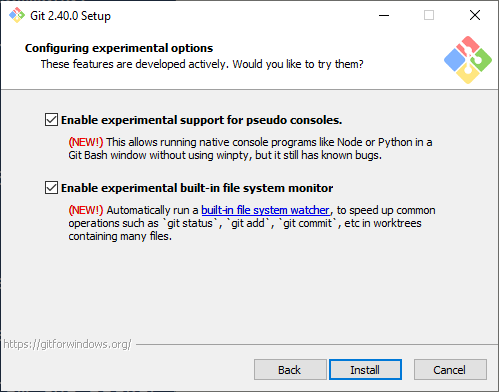 Git 2.40.0 Setup
Configuring experimental options
These features are developed actively. Would you like to try them?
Enable experimental support for pseudo consoles.
(NEW!) This allows running native console programs like Node or Python in a
Git Bash window without using winpty, but it still has known bugs.
Enable experimental built-in file system monitor
(NEW!) Automatically run a built-in file system watcher, to speed up common
operations such as `git status`, `git add`, `git commit`, etc in worktrees
containing many files.
https://gitforwindows.org/
Back
Install
Cancel